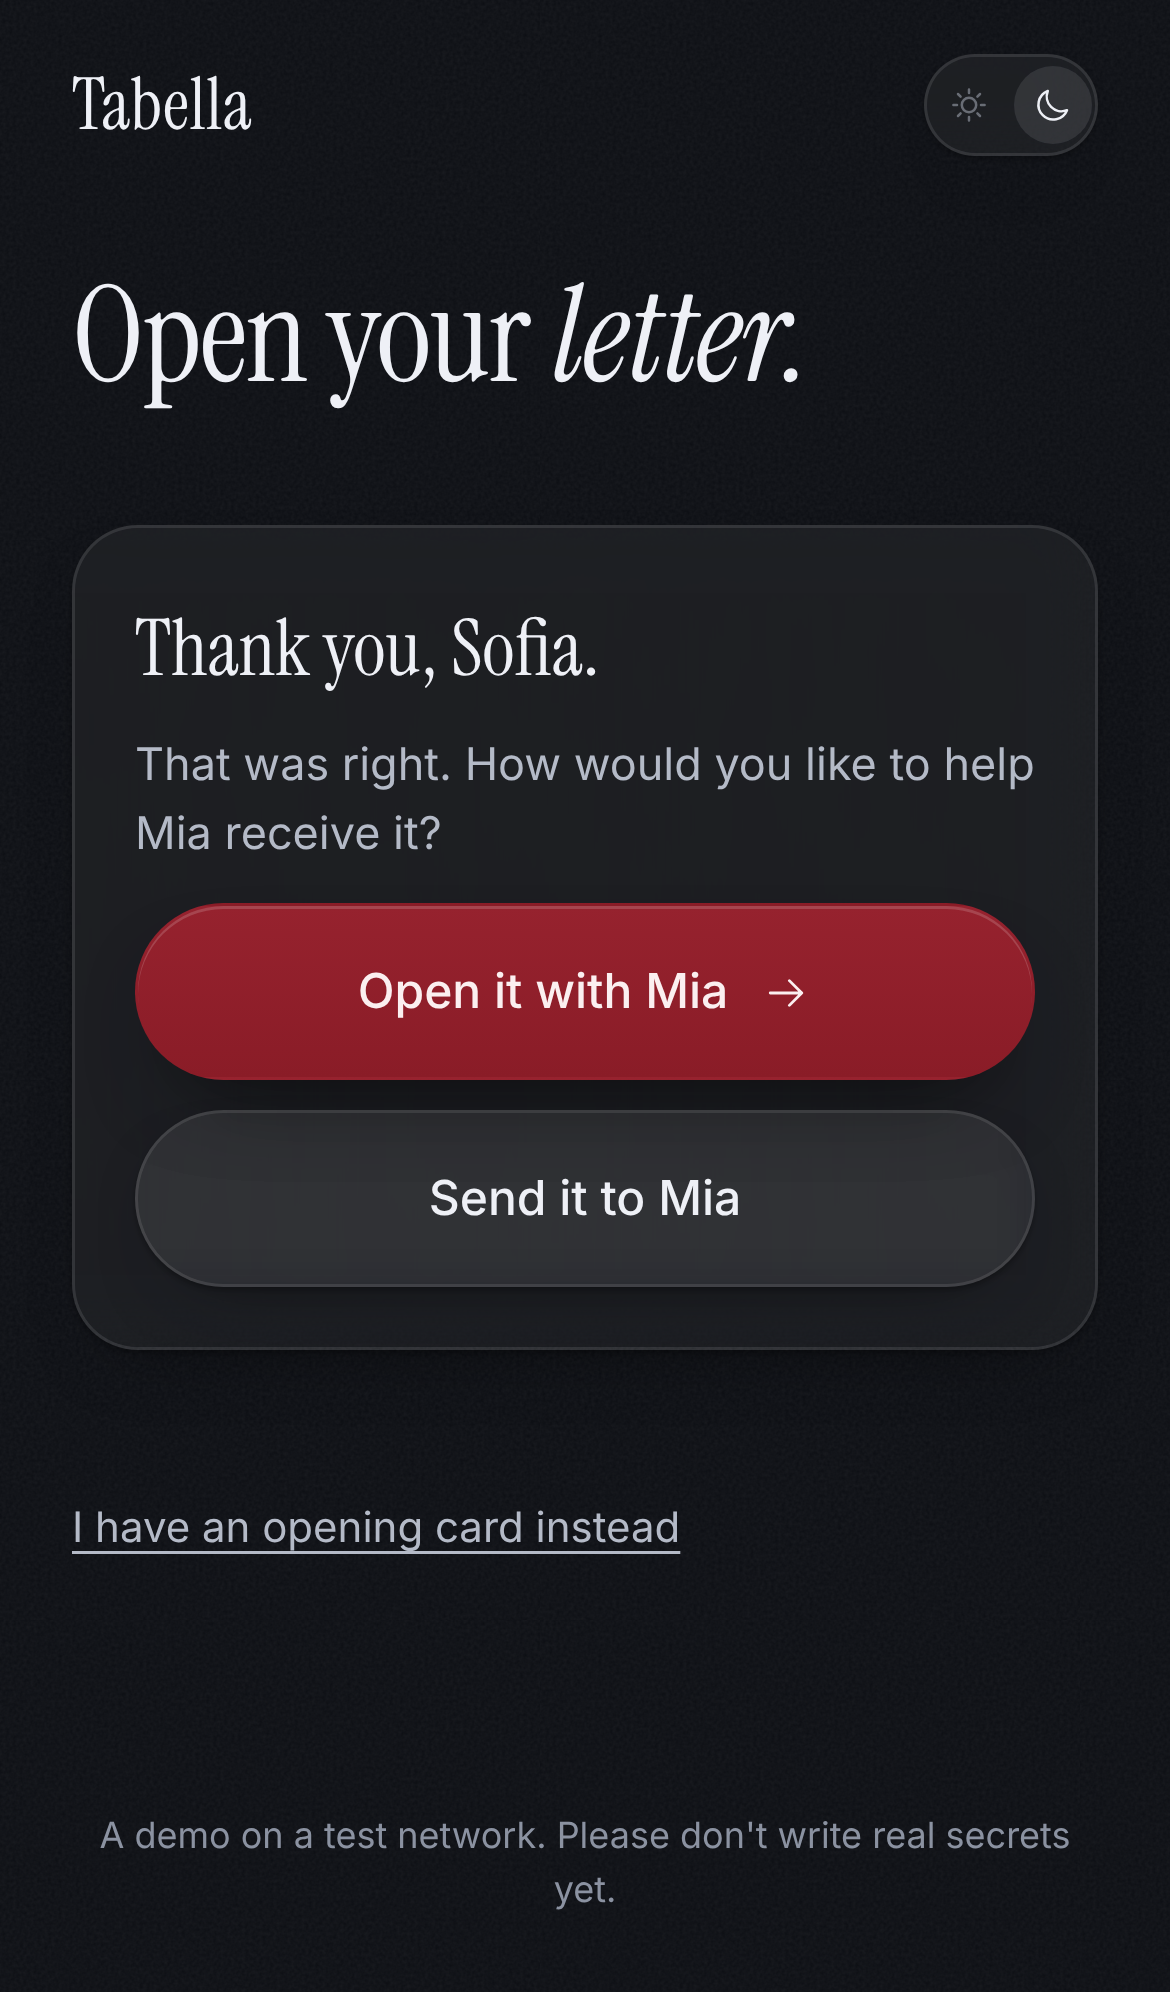 Tabella
Open your letter.
Thank you, Sofia.
That was right. How would you like to help
Mia receive it?
Open it with Mia →
Send it to Mia
I have an opening card instead
A demo on a test network. Please don't write real secrets
yet.